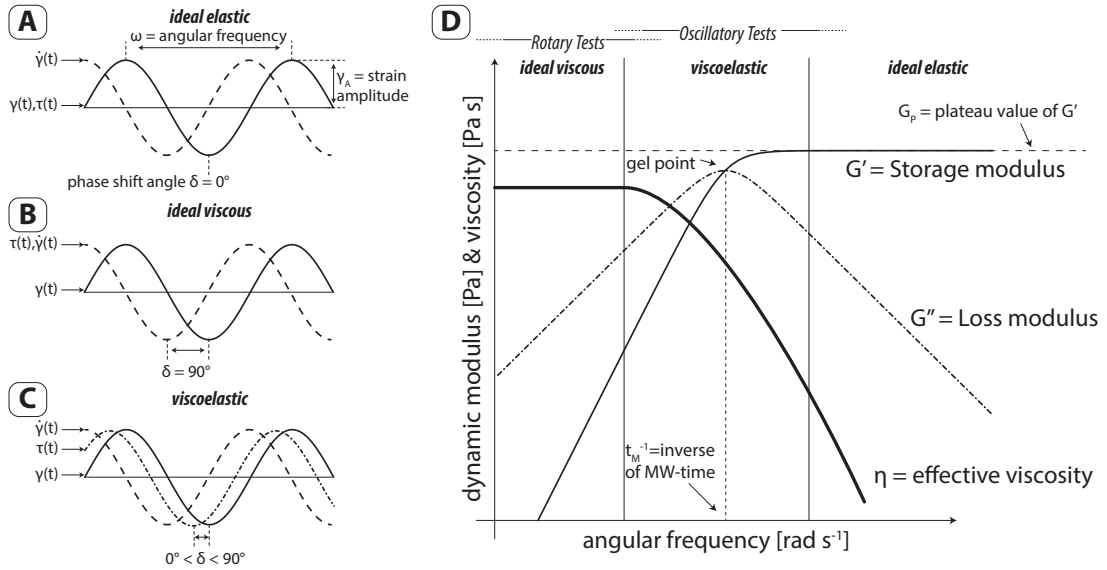 A
ideal elastic
ω = angular frequency
γ̇(t)
γ(t),τ(t)
γA = strain
amplitude
phase shift angle δ = 0°
B
ideal viscous
τ(t),γ̇(t)
γ(t)
δ = 90°
C
viscoelastic
γ̇(t)
τ(t)
γ(t)
0° < δ < 90°
D
Rotary Tests
Oscillatory Tests
ideal viscous
viscoelastic
ideal elastic
dynamic modulus [Pa] & viscosity [Pa s]
GP = plateau value of G'
gel point
G' = Storage modulus
G" = Loss modulus
tM⁻¹=inverse
of MW-time
η = effective viscosity
angular frequency [rad s⁻¹]